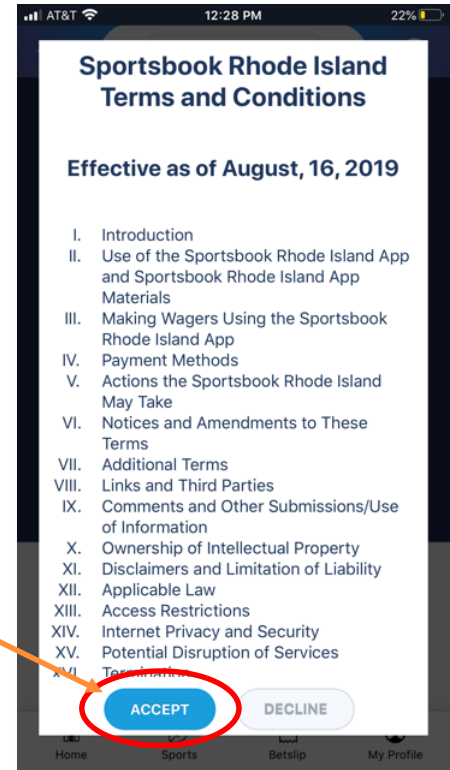 AT&T 12:28 PM 22%
Sportsbook Rhode Island
Terms and Conditions
Effective as of August, 16, 2019
I. Introduction
II. Use of the Sportsbook Rhode Island App
and Sportsbook Rhode Island App
Materials
III. Making Wagers Using the Sportsbook
Rhode Island App
IV. Payment Methods
V. Actions the Sportsbook Rhode Island
May Take
VI. Notices and Amendments to These
Terms
VII. Additional Terms
VIII. Links and Third Parties
IX. Comments and Other Submissions/Use
of Information
X. Ownership of Intellectual Property
XI. Disclaimers and Limitation of Liability
XII. Applicable Law
XIII. Access Restrictions
XIV. Internet Privacy and Security
XV. Potential Disruption of Services
XVI. Termination
ACCEPT DECLINE
Home Sports Betslip My Profile